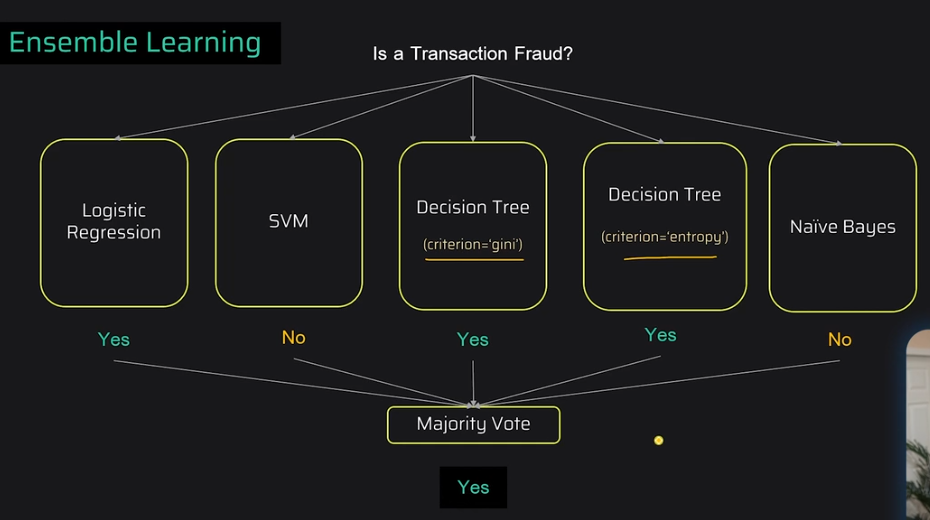 Ensemble Learning
Is a Transaction Fraud?
Logistic
Regression
SVM
Decision Tree
(criterion='gini')
Decision Tree
(criterion='entropy')
Naïve Bayes
Yes
No
Yes
Yes
No
Majority Vote
Yes